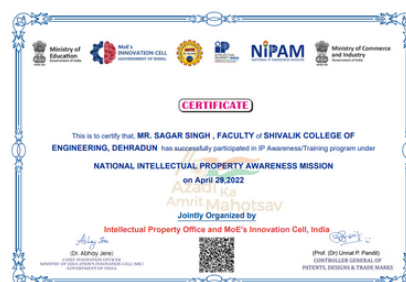 Ministry of
Education
Government of India
MoE's
INNOVATION CELL
(GOVERNMENT OF INDIA)
NIPAM
NATIONAL IP AWARENESS MISSION
Ministry of Commerce
and Industry
Government of India
CERTIFICATE
This is to certify that, MR. SAGAR SINGH , FACULTY of SHIVALIK COLLEGE OF
ENGINEERING, DEHRADUN has successfully participated in IP Awareness/Training program under
NATIONAL INTELLECTUAL PROPERTY AWARENESS MISSION
on April 29,2022
Azadi Ka
Amrit Mahotsav
Jointly Organized by
Intellectual Property Office and MoE's Innovation Cell, India
(Dr. Abhay Jere)
CHIEF INNOVATION OFFICER
MINISTRY OF EDUCATION'S INNOVATION CELL (MIC)
GOVERNMENT OF INDIA
(Prof. (Dr) Unnat P. Pandit)
CONTROLLER GENERAL OF
PATENTS, DESIGNS & TRADE MARKS